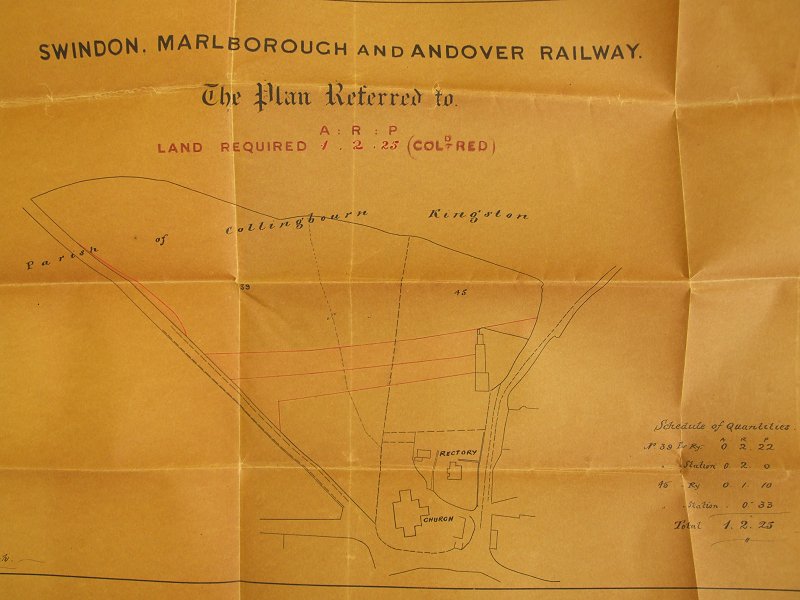 SWINDON, MARLBOROUGH AND ANDOVER RAILWAY.
The Plan Referred to.
A : R : P
LAND REQUIRED 1 . 2 . 25 (COLD RED)
Parish of Collingbourn Kingston
39
45
RECTORY
CHURCH
Schedule of Quantities.
A R P
No 39 Ry. 0. 2. 22
" Station 0. 2. 0
45 " Ry 0. 1. 10
" Station . 0. 33
Total 1. 2. 25